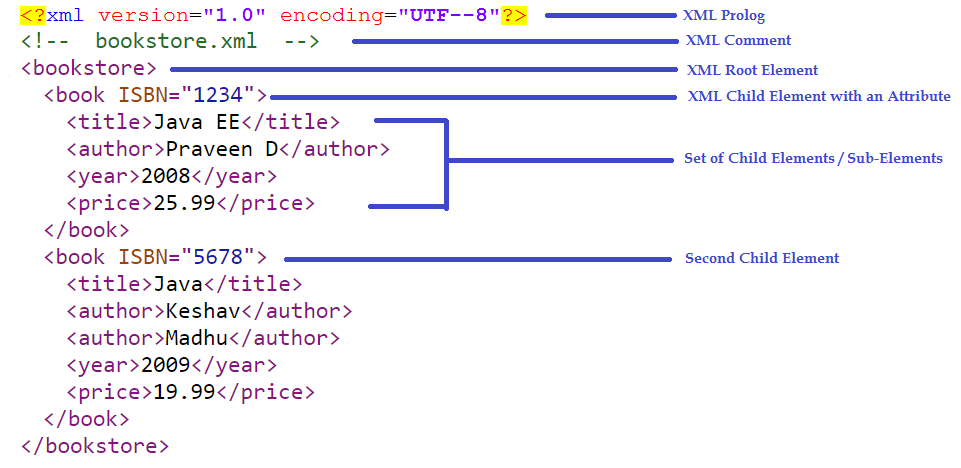 <?xml version="1.0" encoding="UTF--8"?> XML Prolog
<!-- bookstore.xml --> XML Comment
<bookstore> XML Root Element
<book ISBN="1234"> XML Child Element with an Attribute
<title>Java EE</title>
<author>Praveen D</author>
<year>2008</year> Set of Child Elements / Sub-Elements
<price>25.99</price>
</book>
<book ISBN="5678"> Second Child Element
<title>Java</title>
<author>Keshav</author>
<author>Madhu</author>
<year>2009</year>
<price>19.99</price>
</book>
</bookstore>